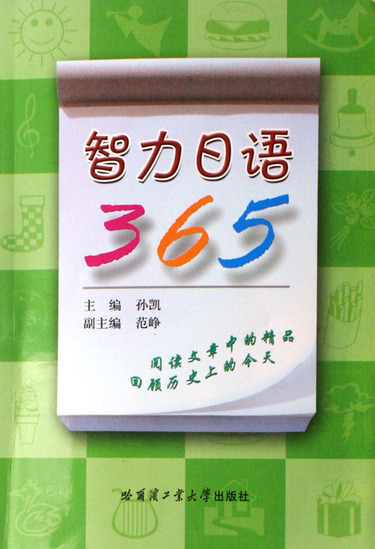 智力日语
365
主编 孙凯
副主编 范峥
阅读文章中的精品
回顾历史上的今天
哈尔滨工业大学出版社